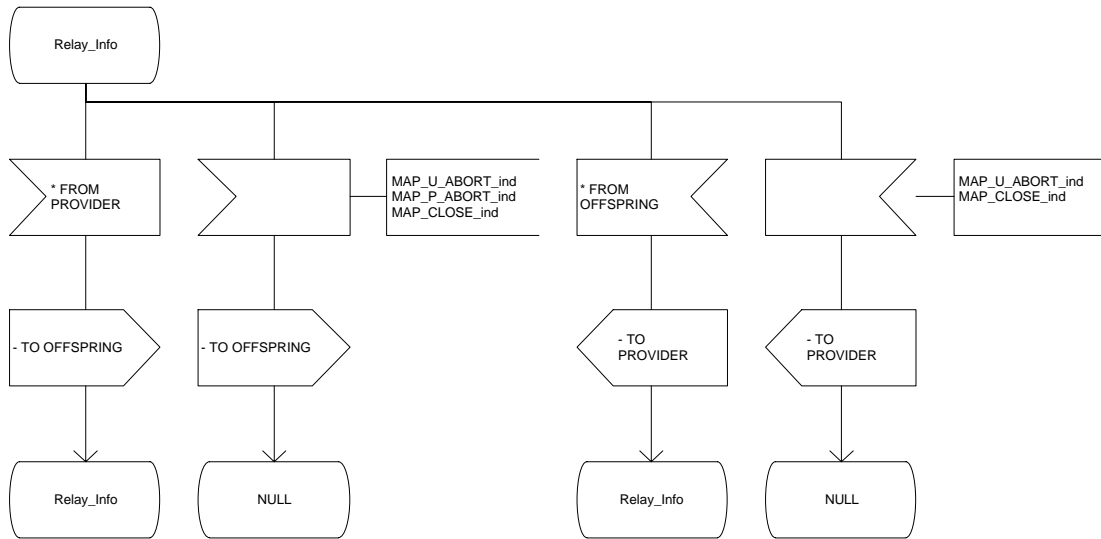 Relay_Info
* FROM
PROVIDER
MAP_U_ABORT_ind
MAP_P_ABORT_ind
MAP_CLOSE_ind
* FROM
OFFSPRING
MAP_U_ABORT_ind
MAP_CLOSE_ind
- TO OFFSPRING
- TO OFFSPRING
- TO
PROVIDER
- TO
PROVIDER
Relay_Info
NULL
Relay_Info
NULL